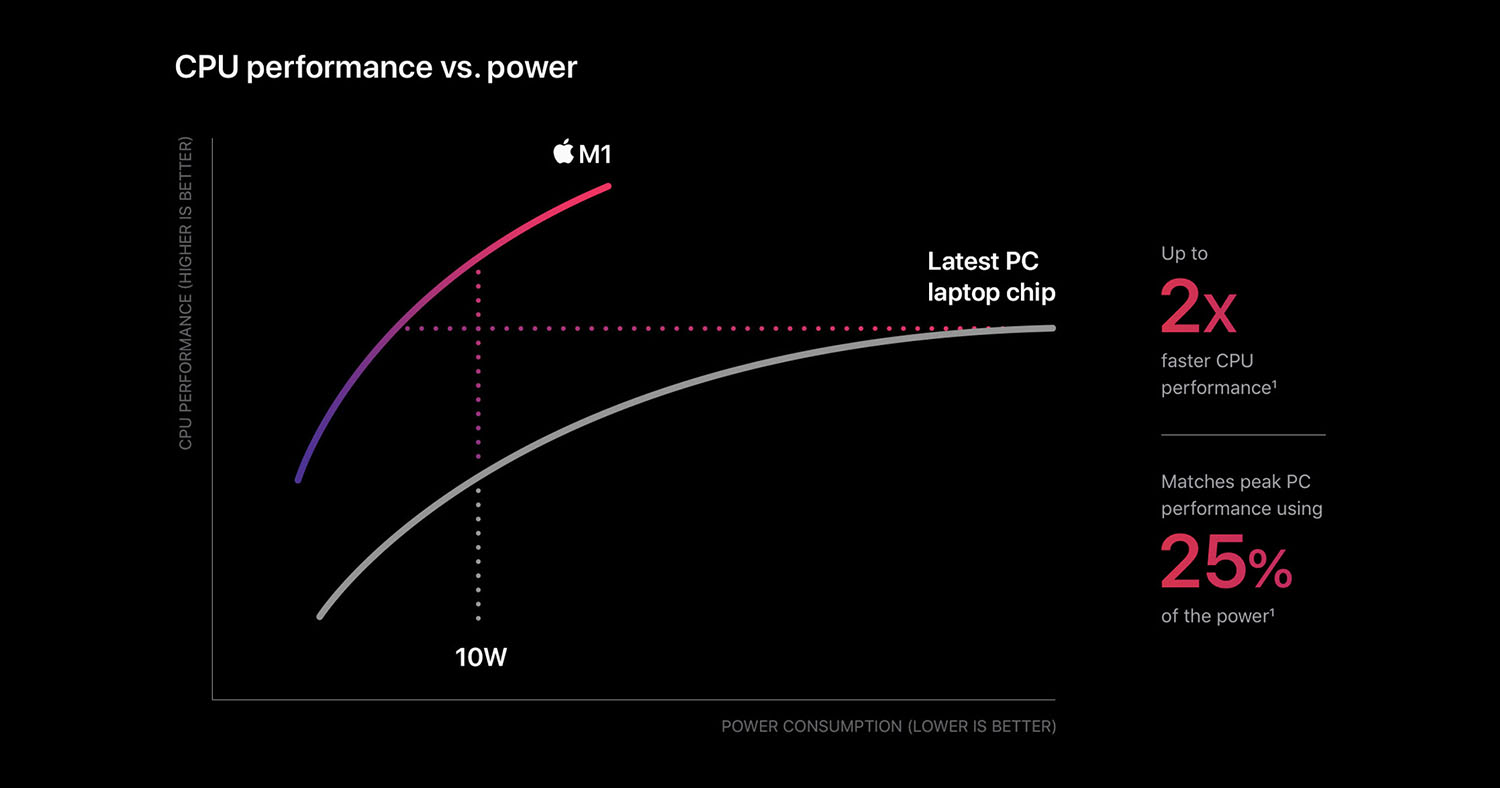 CPU performance vs. power
CPU PERFORMANCE (HIGHER IS BETTER)
M1
Latest PC
laptop chip
10W
POWER CONSUMPTION (LOWER IS BETTER)
Up to
2x
faster CPU
performance¹
Matches peak PC
performance using
25%
of the power¹